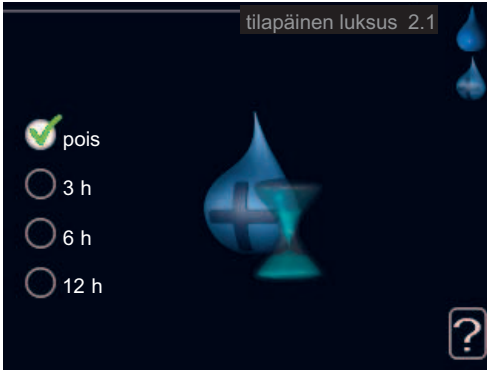 tilapäinen luksus 2.1
pois
3 h
6 h
12 h
?